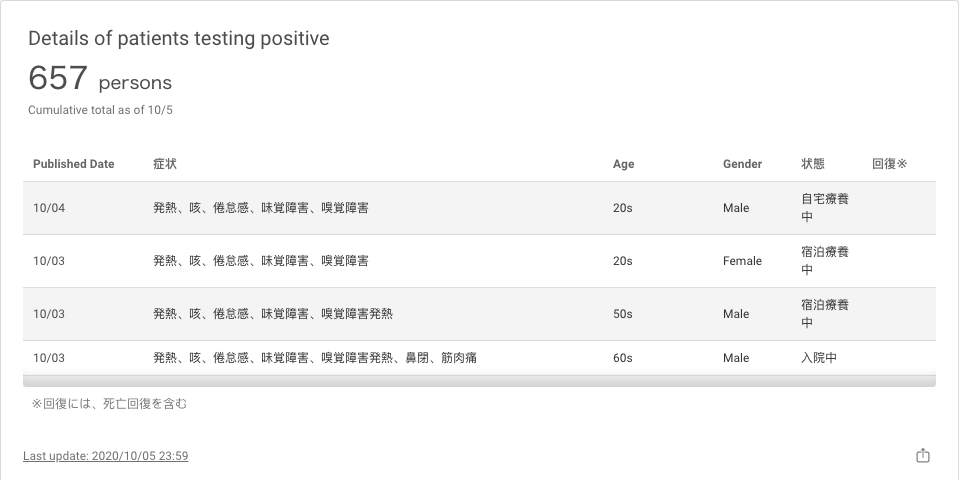 Details of patients testing positive
657 persons
Cumulative total as of 10/5
Published Date 症状 Age Gender 状態 回復※
10/04 発熱、咳、倦怠感、味覚障害、嗅覚障害 20s Male 自宅療養
中
10/03 発熱、咳、倦怠感、味覚障害、嗅覚障害 20s Female 宿泊療養
中
10/03 発熱、咳、倦怠感、味覚障害、嗅覚障害発熱 50s Male 宿泊療養
中
10/03 発熱、咳、倦怠感、味覚障害、嗅覚障害発熱、鼻閉、筋肉痛 60s Male 入院中
※回復には、死亡回復を含む
Last update: 2020/10/05 23:59